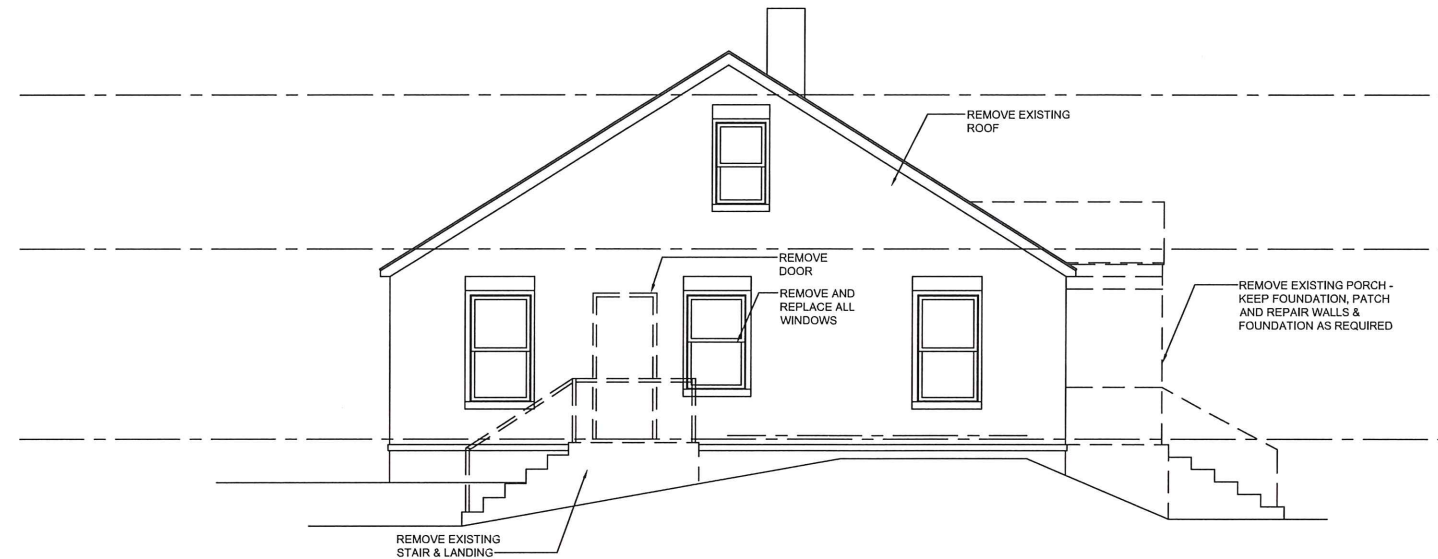 REMOVE EXISTING
ROOF
REMOVE
DOOR
REMOVE AND
REPLACE ALL
WINDOWS
REMOVE EXISTING PORCH -
KEEP FOUNDATION, PATCH
AND REPAIR WALLS &
FOUNDATION AS REQUIRED
REMOVE EXISTING
STAIR & LANDING